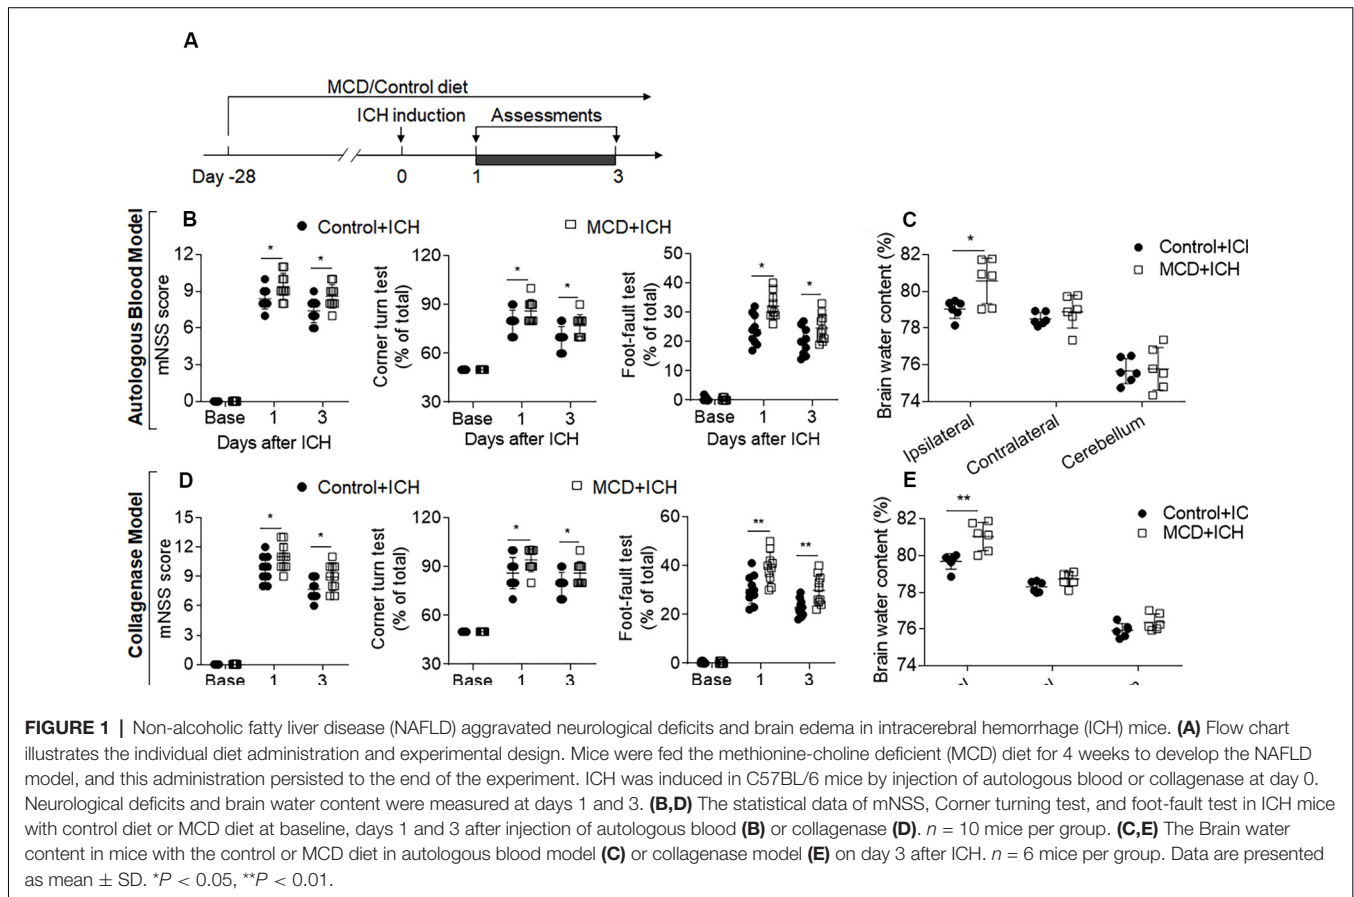 A
MCD/Control diet
ICH induction
Assessments
Day -28
0
1
3
Autologous Blood Model
B
Control+ICH
MCD+ICH
mNSS score
12
9
6
3
0
Base
1
3
Days after ICH
Corner turn test
(% of total)
120
90
60
30
Base
1
3
Days after ICH
Foot-fault test
(% of total)
50
40
30
20
10
0
Base
1
3
Days after ICH
*
*
*
*
*
*
C
Control+ICI
MCD+ICH
Brain water content (%)
82
80
78
76
74
*
Ipsilateral
Contralateral
Cerebellum
Collagenase Model
D
Control+ICH
MCD+ICH
mNSS score
15
12
9
6
3
0
Base
1
3
Corner turn test
(% of total)
120
90
60
30
Base
1
3
Foot-fault test
(% of total)
60
40
20
0
Base
1
3
*
*
*
*
**
**
E
Control+IC
MCD+ICH
Brain water content (%)
82
80
78
76
74
**
FIGURE 1 | Non-alcoholic fatty liver disease (NAFLD) aggravated neurological deficits and brain edema in intracerebral hemorrhage (ICH) mice. (A) Flow chart
illustrates the individual diet administration and experimental design. Mice were fed the methionine-choline deficient (MCD) diet for 4 weeks to develop the NAFLD
model, and this administration persisted to the end of the experiment. ICH was induced in C57BL/6 mice by injection of autologous blood or collagenase at day 0.
Neurological deficits and brain water content were measured at days 1 and 3. (B,D) The statistical data of mNSS, Corner turning test, and foot-fault test in ICH mice
with control diet or MCD diet at baseline, days 1 and 3 after injection of autologous blood (B) or collagenase (D). n = 10 mice per group. (C,E) The Brain water
content in mice with the control or MCD diet in autologous blood model (C) or collagenase model (E) on day 3 after ICH. n = 6 mice per group. Data are presented
as mean ± SD. *P < 0.05, **P < 0.01.